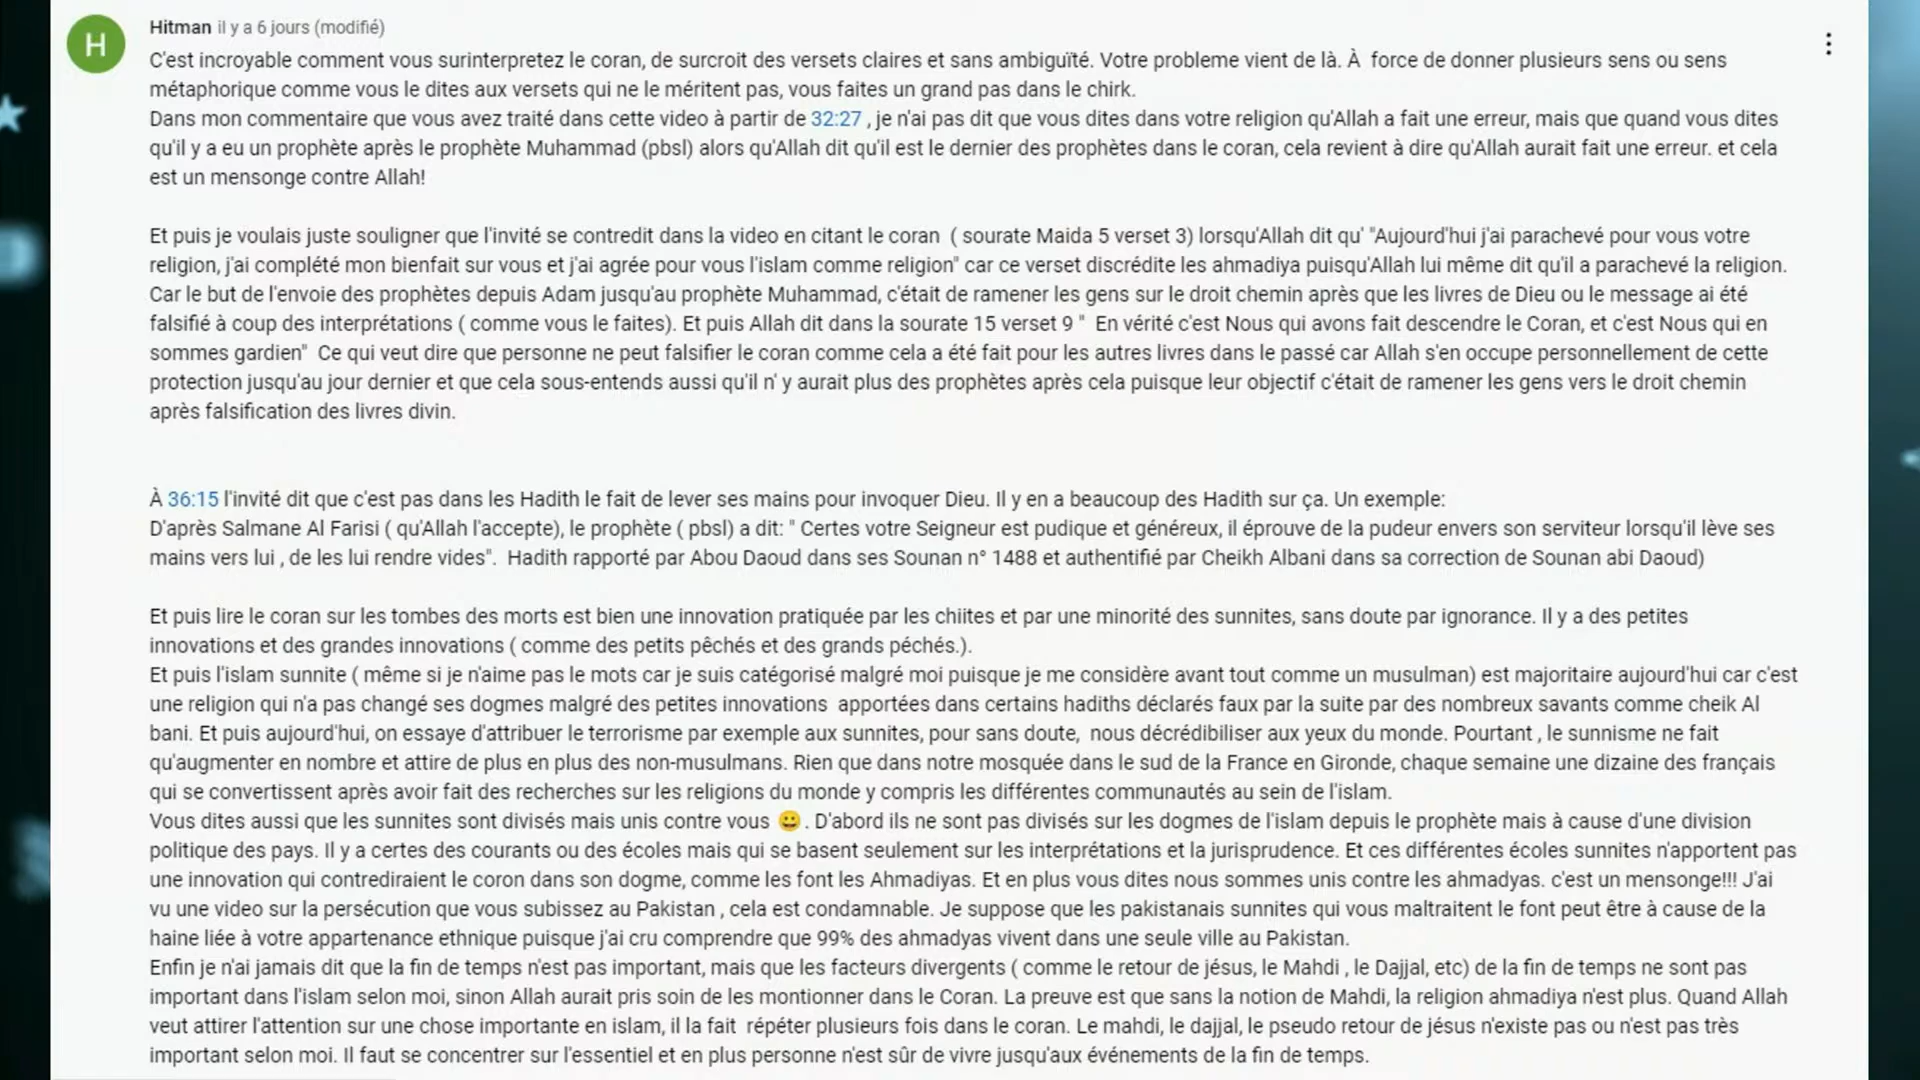 H
Hitman il y a 6 jours (modifié)
C'est incroyable comment vous surinterpretez le coran, de surcroit des versets claires et sans ambiguïté. Votre probleme vient de là. À force de donner plusieurs sens ou sens
métaphorique comme vous le dites aux versets qui ne le méritent pas, vous faites un grand pas dans le chirk.
Dans mon commentaire que vous avez traité dans cette video à partir de 32:27 , je n'ai pas dit que vous dites dans votre religion qu'Allah a fait une erreur, mais que quand vous dites
qu'il y a eu un prophète après le prophète Muhammad (pbsl) alors qu'Allah dit qu'il est le dernier des prophètes dans le coran, cela revient à dire qu'Allah aurait fait une erreur. et cela
est un mensonge contre Allah!
Et puis je voulais juste souligner que l'invité se contredit dans la video en citant le coran ( sourate Maida 5 verset 3) lorsqu'Allah dit qu' "Aujourd'hui j'ai parachevé pour vous votre
religion, j'ai complété mon bienfait sur vous et j'ai agrée pour vous l'islam comme religion" car ce verset discrédite les ahmadiya puisqu'Allah lui même dit qu'il a parachevé la religion.
Car le but de l'envoie des prophètes depuis Adam jusqu'au prophète Muhammad, c'était de ramener les gens sur le droit chemin après que les livres de Dieu ou le message ai été
falsifié à coup des interprétations ( comme vous le faites). Et puis Allah dit dans la sourate 15 verset 9 " En vérité c'est Nous qui avons fait descendre le Coran, et c'est Nous qui en
sommes gardien" Ce qui veut dire que personne ne peut falsifier le coran comme cela a été fait pour les autres livres dans le passé car Allah s'en occupe personnellement de cette
protection jusqu'au jour dernier et que cela sous-entends aussi qu'il n' y aurait plus des prophètes après cela puisque leur objectif c'était de ramener les gens vers le droit chemin
après falsification des livres divin.
À 36:15 l'invité dit que c'est pas dans les Hadith le fait de lever ses mains pour invoquer Dieu. Il y en a beaucoup des Hadith sur ça. Un exemple:
D'après Salmane Al Farisi ( qu'Allah l'accepte), le prophète ( pbsl) a dit: " Certes votre Seigneur est pudique et généreux, il éprouve de la pudeur envers son serviteur lorsqu'il lève ses
mains vers lui , de les lui rendre vides". Hadith rapporté par Abou Daoud dans ses Sounan n° 1488 et authentifié par Cheikh Albani dans sa correction de Sounan abi Daoud)
Et puis lire le coran sur les tombes des morts est bien une innovation pratiquée par les chiites et par une minorité des sunnites, sans doute par ignorance. Il y a des petites
innovations et des grandes innovations ( comme des petits pêchés et des grands péchés.).
Et puis l'islam sunnite ( même si je n'aime pas le mots car je suis catégorisé malgré moi puisque je me considère avant tout comme un musulman) est majoritaire aujourd'hui car c'est
une religion qui n'a pas changé ses dogmes malgré des petites innovations apportées dans certains hadiths déclarés faux par la suite par des nombreux savants comme cheik Al
bani. Et puis aujourd'hui, on essaye d'attribuer le terrorisme par exemple aux sunnites, pour sans doute, nous décrédibiliser aux yeux du monde. Pourtant , le sunnisme ne fait
qu'augmenter en nombre et attire de plus en plus des non-musulmans. Rien que dans notre mosquée dans le sud de la France en Gironde, chaque semaine une dizaine des français
qui se convertissent après avoir fait des recherches sur les religions du monde y compris les différentes communautés au sein de l'islam.
Vous dites aussi que les sunnites sont divisés mais unis contre vous 😀. D'abord ils ne sont pas divisés sur les dogmes de l'islam depuis le prophète mais à cause d'une division
politique des pays. Il y a certes des courants ou des écoles mais qui se basent seulement sur les interprétations et la jurisprudence. Et ces différentes écoles sunnites n'apportent pas
une innovation qui contrediraient le coron dans son dogme, comme les font les Ahmadiyas. Et en plus vous dites nous sommes unis contre les ahmadyas. c'est un mensonge!!! J'ai
vu une video sur la persécution que vous subissez au Pakistan , cela est condamnable. Je suppose que les pakistanais sunnites qui vous maltraitent le font peut être à cause de la
haine liée à votre appartenance ethnique puisque j'ai cru comprendre que 99% des ahmadyas vivent dans une seule ville au Pakistan.
Enfin je n'ai jamais dit que la fin de temps n'est pas important, mais que les facteurs divergents ( comme le retour de jésus, le Mahdi , le Dajjal, etc) de la fin de temps ne sont pas
important dans l'islam selon moi, sinon Allah aurait pris soin de les montionner dans le Coran. La preuve est que sans la notion de Mahdi, la religion ahmadiya n'est plus. Quand Allah
veut attirer l'attention sur une chose importante en islam, il la fait répéter plusieurs fois dans le coran. Le mahdi, le dajjal, le pseudo retour de jésus n'existe pas ou n'est pas très
important selon moi. Il faut se concentrer sur l'essentiel et en plus personne n'est sûr de vivre jusqu'aux événements de la fin de temps.